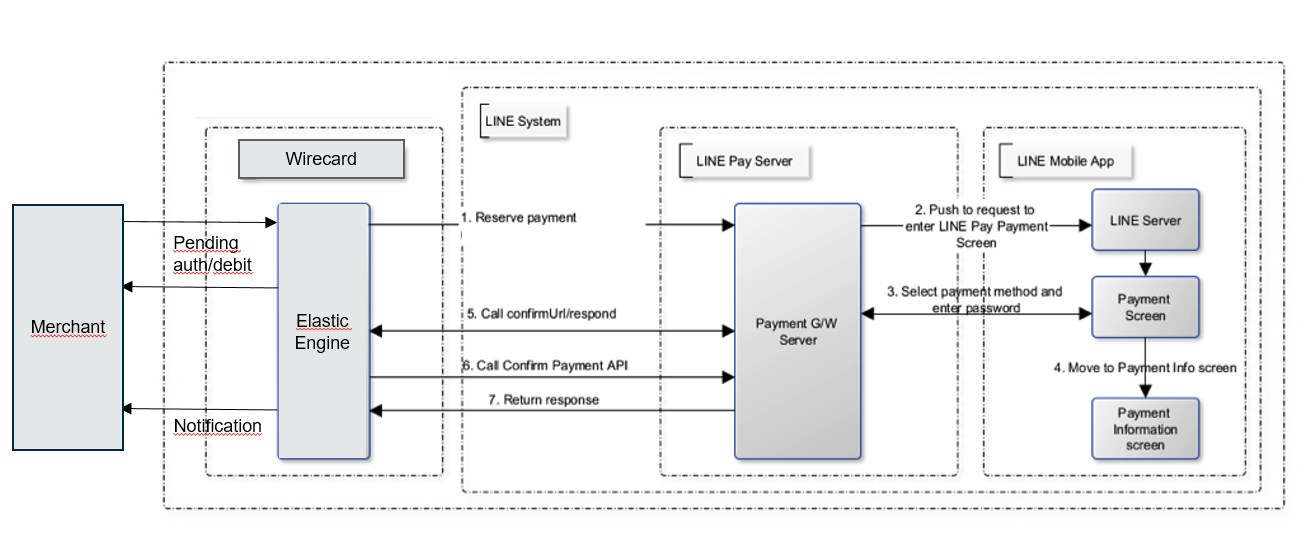 LINE System
Wirecard
LINE Pay Server
LINE Mobile App
Merchant
Pending
auth/debit
Notification
Elastic
Engine
1. Reserve payment
5. Call confirmUrl/respond
6. Call Confirm Payment API
7. Return response
Payment G/W
Server
2. Push to request to
enter LINE Pay Payment
Screen
3. Select payment method and
enter password
LINE Server
Payment
Screen
4. Move to Payment Info screen
Payment
Information
screen